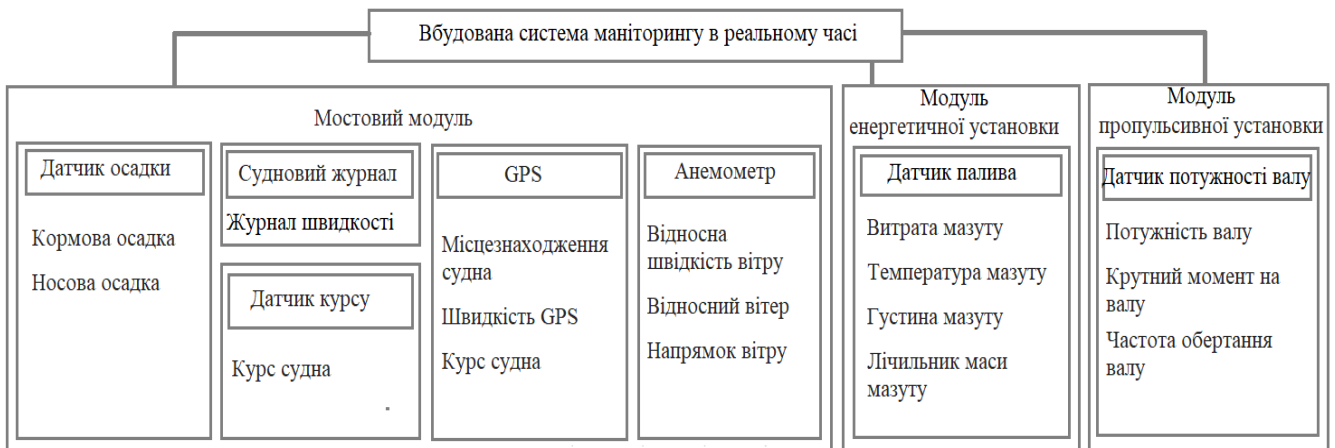 Вбудована система маніторингу в реальному часі
Мостовий модуль
Датчик осадки
Кормова осадка
Носова осадка
Судновий журнал
Журнал швидкості
Датчик курсу
Курс судна
GPS
Місцезнаходження
судна
Швидкість GPS
Курс судна
Анемометр
Відносна
швідкість вітру
Відносний вітер
Напрямок вітру
Модуль
енергетичної установки
Датчик палива
Витрата мазуту
Температура мазуту
Густина мазуту
Лічильник маси
мазуту
Модуль
пропульсивної установки
Датчик потужності валу
Потужність валу
Крутний момент на
валу
Частота обертання
валу